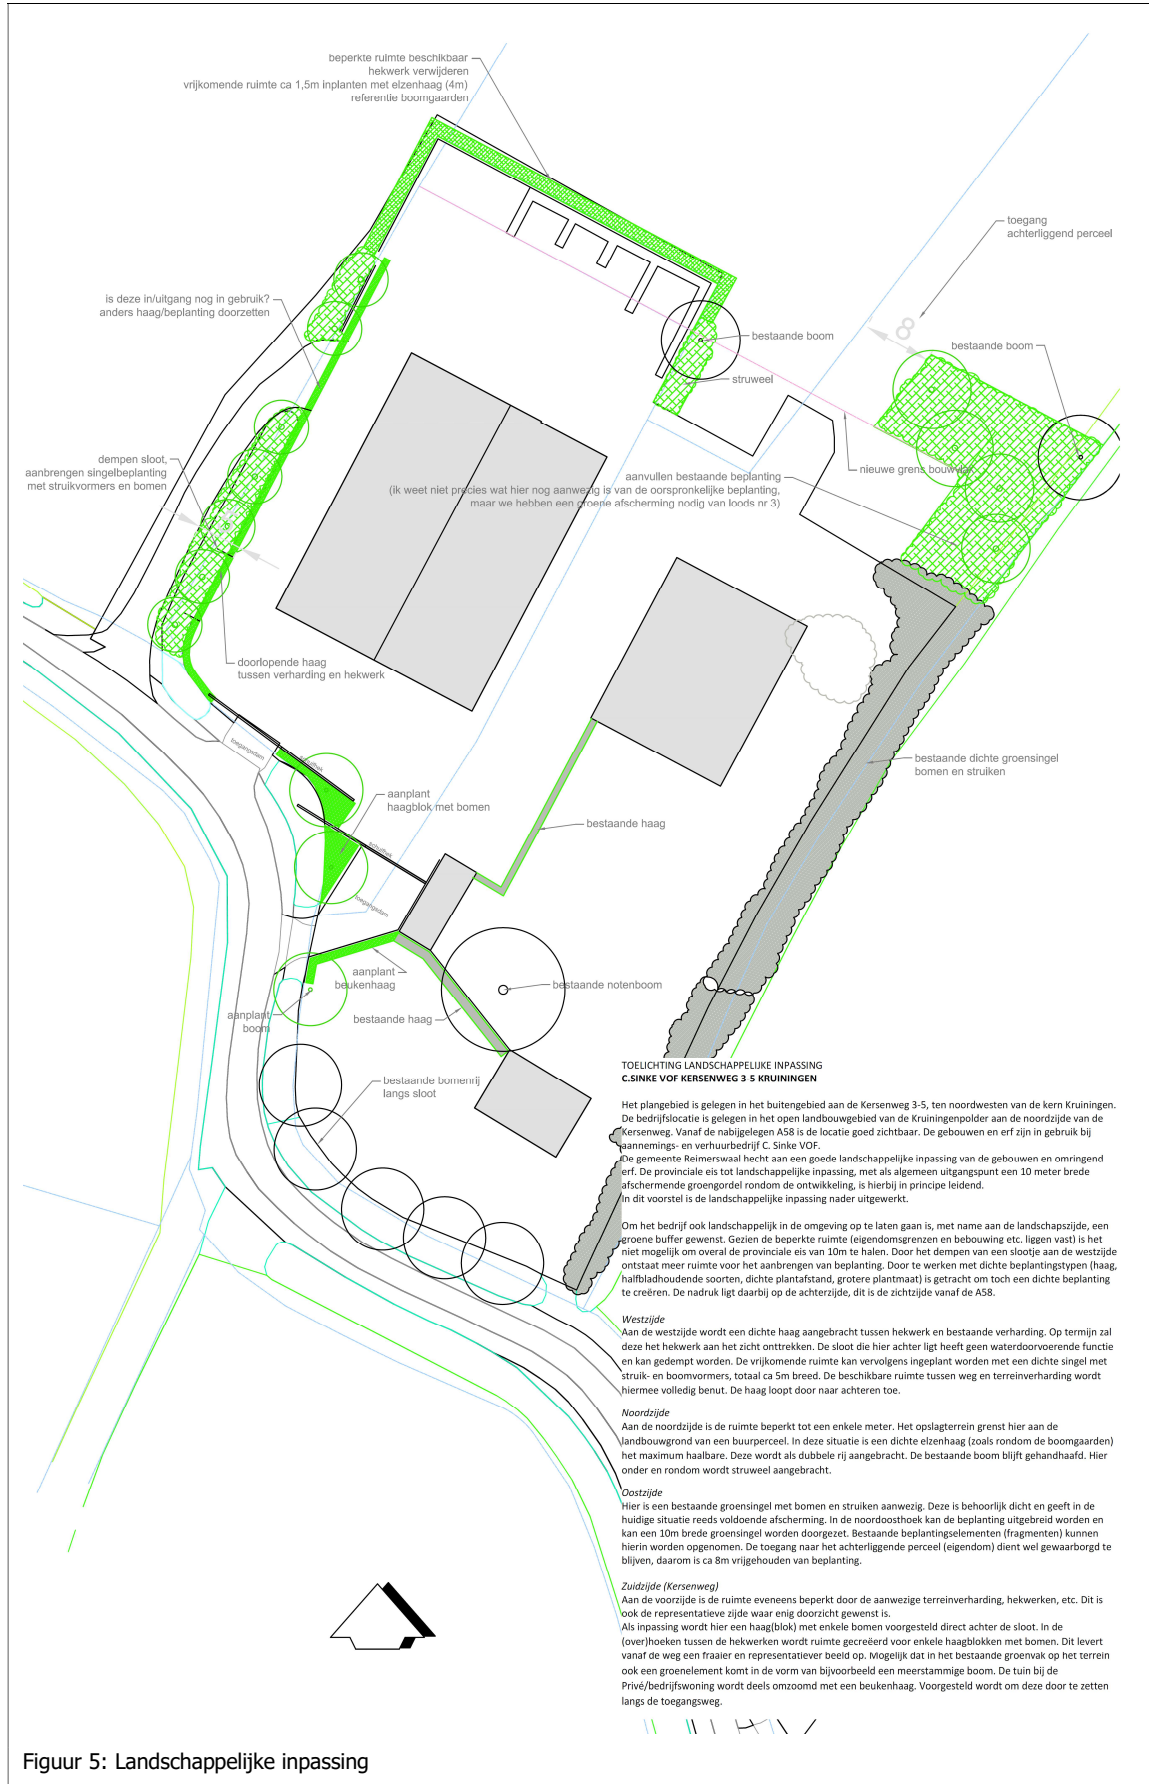 beperkte ruimte beschikbaar
hekwerk verwijderen
vrijkomende ruimte ca 1,5m inplanten met elzenhaag (4m)
referentie boomgaarden
toegang
achterliggend perceel
is deze in/uitgang nog in gebruik?
anders haag/beplanting doorzetten
8
bestaande boom
bestaande boom
struweel
dempen sloot,
aanbrengen singelbeplanting
met struikvormers en bomen
nieuwe grens bouwvlak
aanvullen bestaande beplanting
(ik weet niet precies wat hier nog aanwezig is van de oorspronkelijke beplanting,
maar we hebben een groene afscherming nodig van loods nr 3)
doorlopende haag
tussen verharding en hekwerk
toegangsdam
schuifhek
bestaande dichte groensingel
bomen en struiken
aanplant
haagblok met bomen
bestaande haag
schuifhek
toegangsdam
aanplant
beukenhaag
bestaande notenboom
aanplant
boom
bestaande haag
bestaande bomenrij
langs sloot
TOELICHTING LANDSCHAPPELIJKE INPASSING
C.SINKE VOF KERSENWEG 3 5 KRUININGEN
Het plangebied is gelegen in het buitengebied aan de Kersenweg 3-5, ten noordwesten van de kern Kruiningen.
De bedrijfslocatie is gelegen in het open landbouwgebied van de Kruiningenpolder aan de noordzijde van de
Kersenweg. Vanaf de nabijgelegen A58 is de locatie goed zichtbaar. De gebouwen en erf zijn in gebruik bij
aannemings- en verhuurbedrijf C. Sinke VOF.
De gemeente Reimerswaal hecht aan een goede landschappelijke inpassing van de gebouwen en omringend
erf. De provinciale eis tot landschappelijke inpassing, met als algemeen uitgangspunt een 10 meter brede
afschermende groengordel rondom de ontwikkeling, is hierbij in principe leidend.
In dit voorstel is de landschappelijke inpassing nader uitgewerkt.
Om het bedrijf ook landschappelijk in de omgeving op te laten gaan is, met name aan de landschapszijde, een
groene buffer gewenst. Gezien de beperkte ruimte (eigendomsgrenzen en bebouwing etc. liggen vast) is het
niet mogelijk om overal de provinciale eis van 10m te halen. Door het dempen van een slootje aan de westzijde
ontstaat meer ruimte voor het aanbrengen van beplanting. Door te werken met dichte beplantingstypen (haag,
halfbladhoudende soorten, dichte plantafstand, grotere plantmaat) is getracht om toch een dichte beplanting
te creëren. De nadruk ligt daarbij op de achterzijde, dit is de zichtzijde vanaf de A58.
Westzijde
Aan de westzijde wordt een dichte haag aangebracht tussen hekwerk en bestaande verharding. Op termijn zal
deze het hekwerk aan het zicht onttrekken. De sloot die hier achter ligt heeft geen waterdoorvoerende functie
en kan gedempt worden. De vrijkomende ruimte kan vervolgens ingeplant worden met een dichte singel met
struik- en boomvormers, totaal ca 5m breed. De beschikbare ruimte tussen weg en terreinverharding wordt
hiermee volledig benut. De haag loopt door naar achteren toe.
Noordzijde
Aan de noordzijde is de ruimte beperkt tot een enkele meter. Het opslagterrein grenst hier aan de
landbouwgrond van een buurperceel. In deze situatie is een dichte elzenhaag (zoals rondom de boomgaarden)
het maximum haalbare. Deze wordt als dubbele rij aangebracht. De bestaande boom blijft gehandhaafd. Hier
onder en rondom wordt struweel aangebracht.
Oostzijde
Hier is een bestaande groensingel met bomen en struiken aanwezig. Deze is behoorlijk dicht en geeft in de
huidige situatie reeds voldoende afscherming. In de noordoosthoek kan de beplanting uitgebreid worden en
kan een 10m brede groensingel worden doorgezet. Bestaande beplantingselementen (fragmenten) kunnen
hierin worden opgenomen. De toegang naar het achterliggende perceel (eigendom) dient wel gewaarborgd te
blijven, daarom is ca 8m vrijgehouden van beplanting.
Zuidzijde (Kersenweg)
Aan de voorzijde is de ruimte eveneens beperkt door de aanwezige terreinverharding, hekwerken, etc. Dit is
ook de representatieve zijde waar enig doorzicht gewenst is.
Als inpassing wordt hier een haag(blok) met enkele bomen voorgesteld direct achter de sloot. In de
(over)hoeken tussen de hekwerken wordt ruimte gecreëerd voor enkele haagblokken met bomen. Dit levert
vanaf de weg een fraaier en representatiever beeld op. Mogelijk dat in het bestaande groenvak op het terrein
ook een groenelement komt in de vorm van bijvoorbeeld een meerstammige boom. De tuin bij de
Privé/bedrijfswoning wordt deels omzoomd met een beukenhaag. Voorgesteld wordt om deze door te zetten
langs de toegangsweg.
Figuur 5: Landschappelijke inpassing